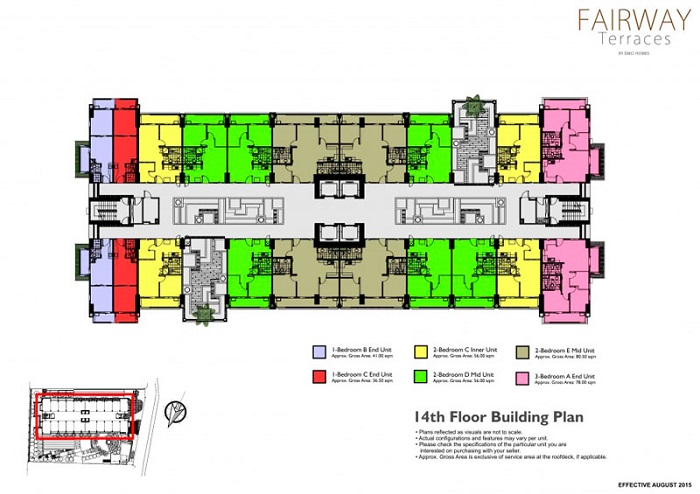 FAIRWAY
Terraces
BY DMCI HOMES
1-Bedroom B End Unit
Approx. Gross Area: 41.00 sqm
2-Bedroom C Inner Unit
Approx. Gross Area: 56.00 sqm
2-Bedroom E Mid Unit
Approx. Gross Area: 80.50 sqm
1-Bedroom C End Unit
Approx. Gross Area: 36.50 sqm
2-Bedroom D Mid Unit
Approx. Gross Area: 56.00 sqm
3-Bedroom A End Unit
Approx. Gross Area: 78.00 sqm
14th Floor Building Plan
• Plans reflected as visuals are not to scale.
• Actual configurations and features may vary per unit.
• Please check the specifications of the particular unit you are
interested on purchasing with your seller.
• Approx. Gross Area is exclusive of service area at the roofdeck, if applicable.
EFFECTIVE AUGUST 2015